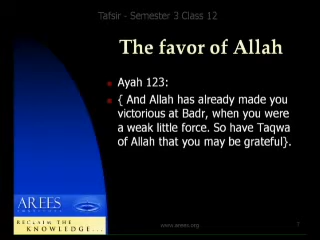 Tafsir - Semester 3 Class 12
The favor of Allah
Ayah 123:
{ And Allah has already made you
victorious at Badr, when you were
a weak little force. So have Taqwa
of Allah that you may be grateful}.
AREES
RECLAIM THE
KNOWLEDGE...
www.arees.org
7